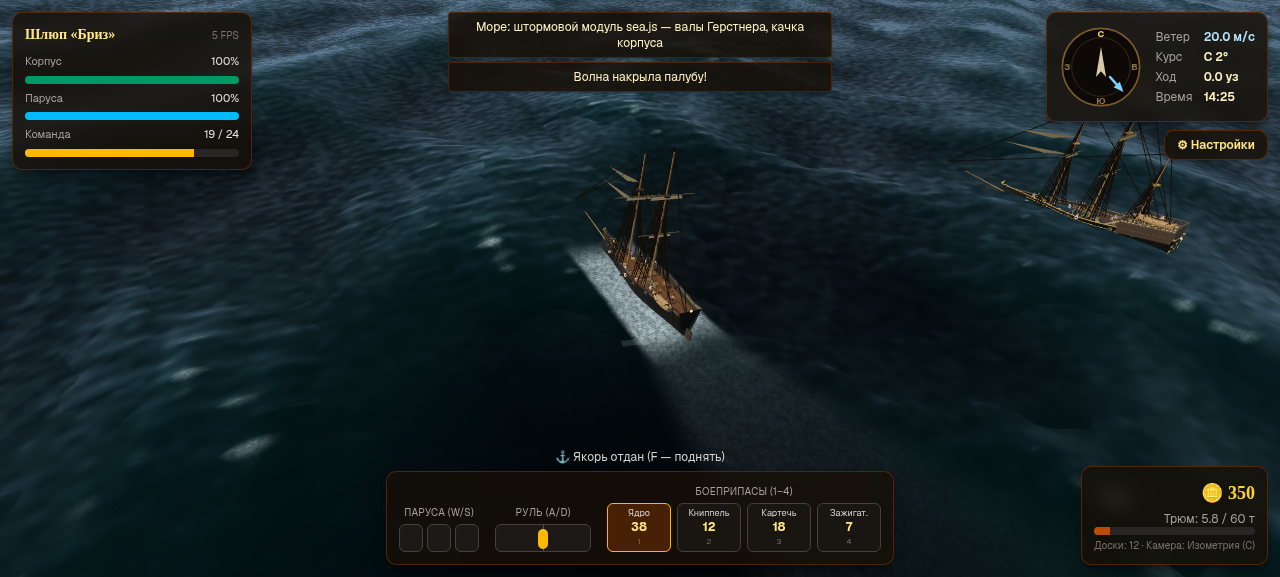 Шлюп «Бриз»
5 FPS
Корпус
100%
Паруса
100%
Команда
19 / 24
Море: штормовой модуль sea.js — валы Герстнера, качка
корпуса
Волна накрыла палубу!
С
З
В
Ю
Ветер 20.0 м/с
Курс С 2°
Ход 0.0 уз
Время 14:25
⚙ Настройки
⚓ Якорь отдан (F — поднять)
ПАРУСА (W/S)
РУЛЬ (A/D)
БОЕПРИПАСЫ (1–4)
Ядро
38
1
Книппель
12
2
Картечь
18
3
Зажигат.
7
4
🪙 350
Трюм: 5.8 / 60 т
Доски: 12 · Камера: Изометрия (C)